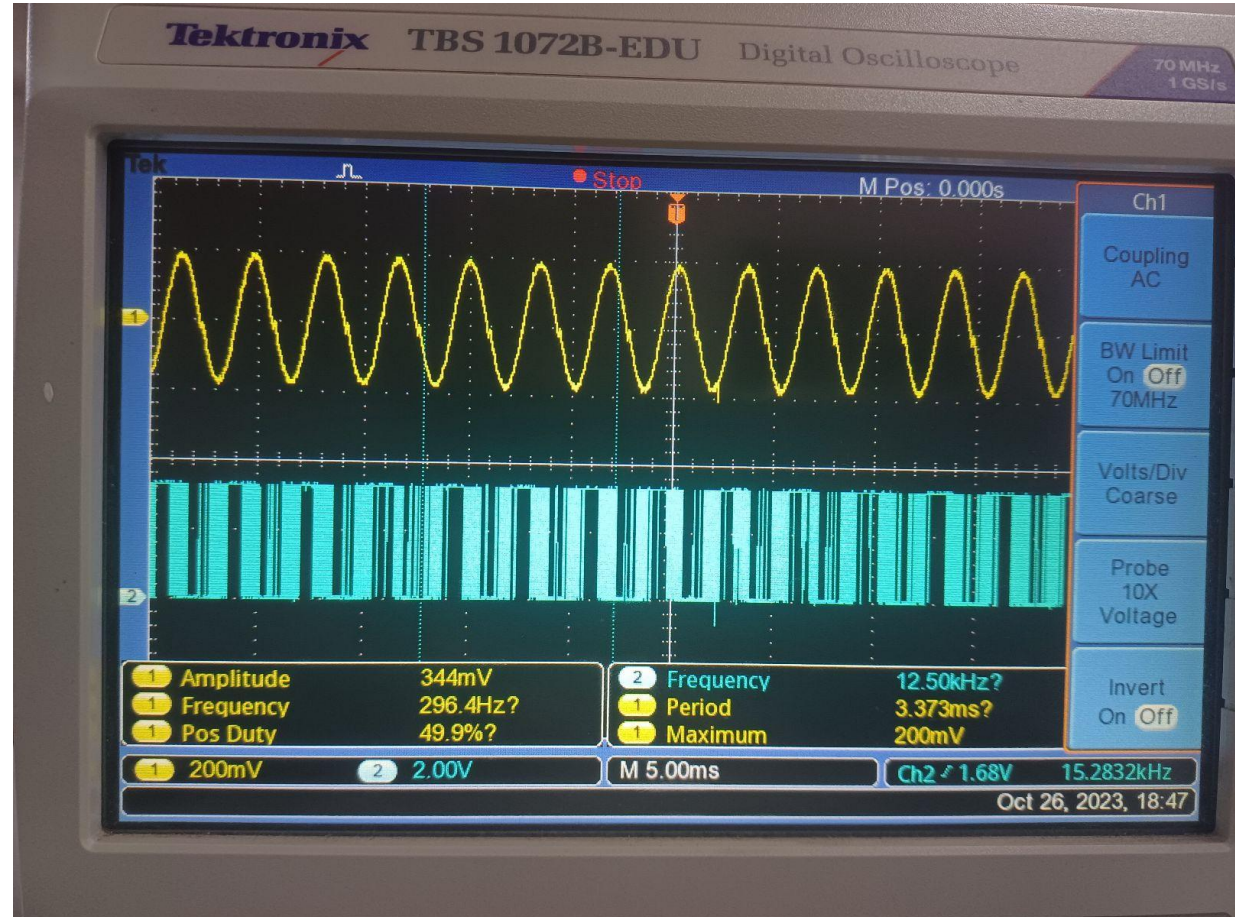 Tektronix TBS 1072B-EDU Digital Oscilloscope
70 MHz
1 GS/s
Tek
Stop
M Pos: 0.000s
Ch1
Coupling
AC
BW Limit
On Off
70MHz
Volts/Div
Coarse
Probe
10X
Voltage
Invert
On Off
T
1
2
1 Amplitude 344mV
1 Frequency 296.4Hz?
1 Pos Duty 49.9%?
2 Frequency 12.50kHz?
1 Period 3.373ms?
1 Maximum 200mV
1 200mV 2 2.00V M 5.00ms Ch2 1.68V 15.2832kHz
Oct 26, 2023, 18:47